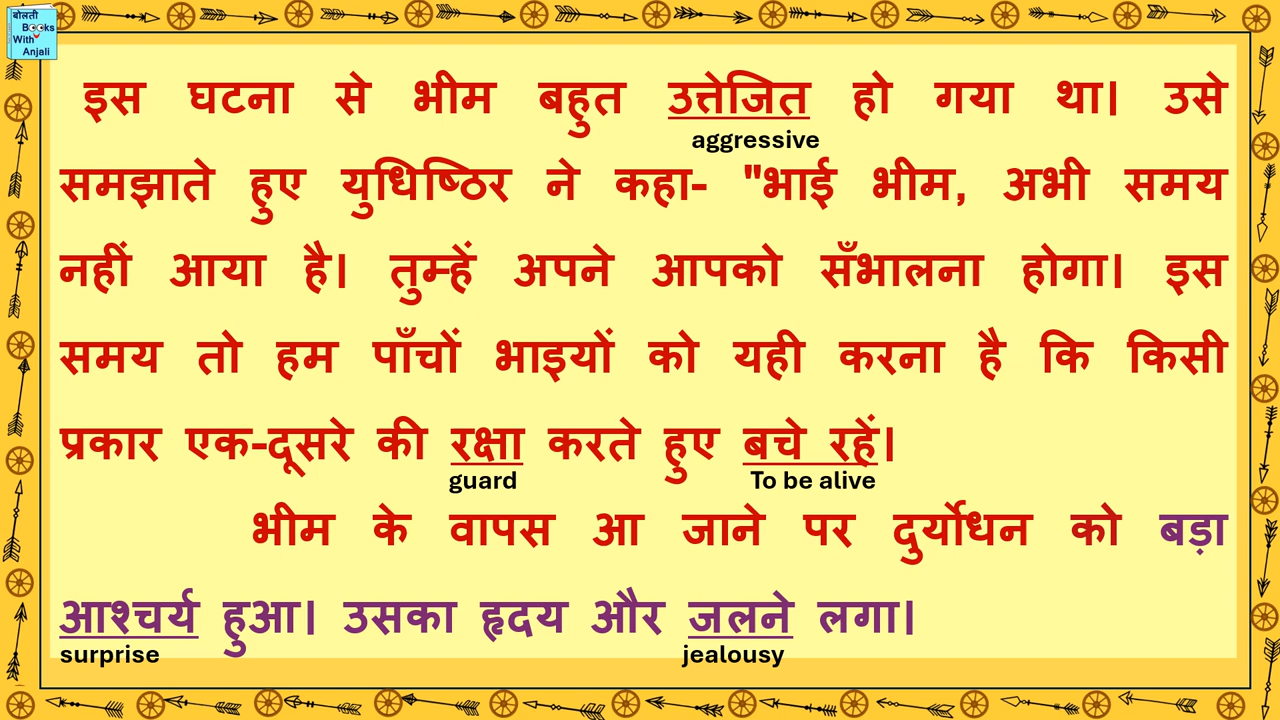 बोलती
Books
With
Anjali
इस घटना से भीम बहुत उत्तेजित हो गया था। उसे
aggressive
समझाते हुए युधिष्ठिर ने कहा- "भाई भीम, अभी समय
नहीं आया है। तुम्हें अपने आपको सँभालना होगा। इस
समय तो हम पाँचों भाइयों को यही करना है कि किसी
प्रकार एक-दूसरे की रक्षा करते हुए बचे रहें।
guard To be alive
भीम के वापस आ जाने पर दुर्योधन को बड़ा
आश्चर्य हुआ। उसका हृदय और जलने लगा।
surprise jealousy